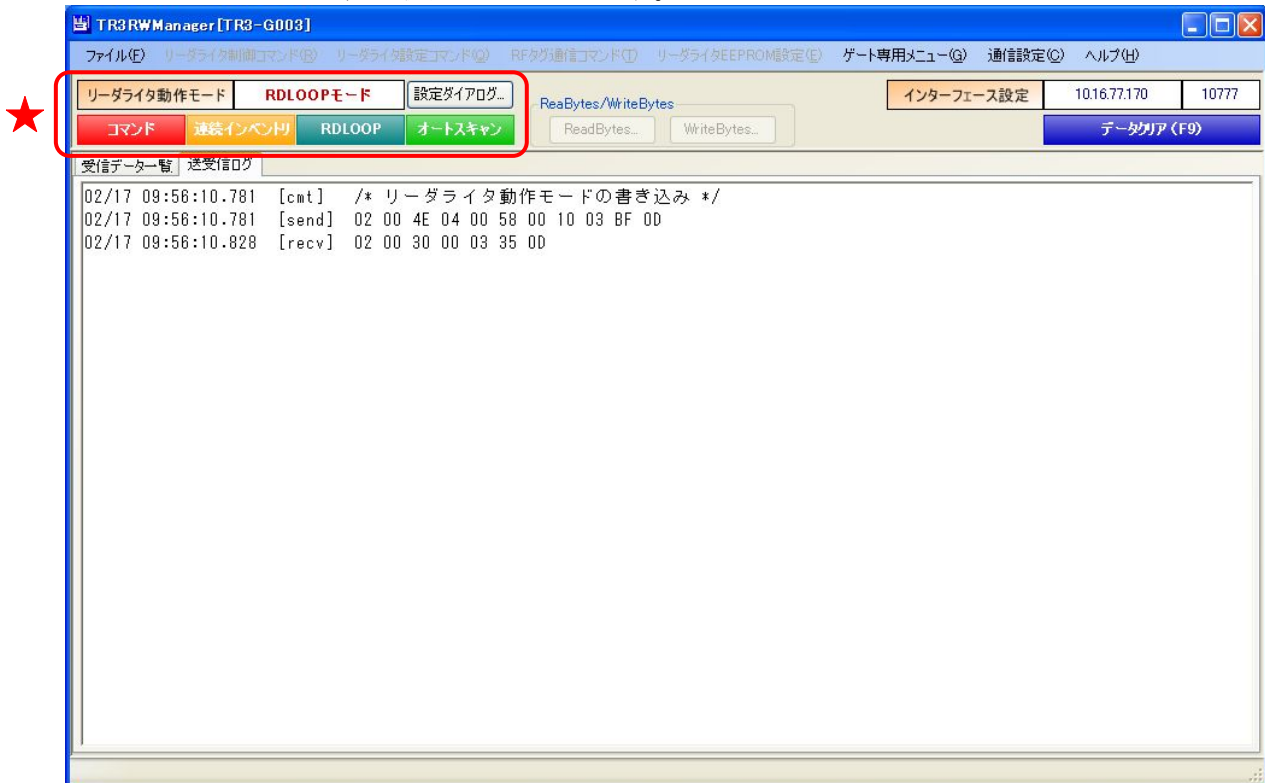 TR3RWManager[TR3-G003]
ファイル(F) リーダライタ制御コマンド(R) リーダライタ設定コマンド(Q) RFタグ通信コマンド(T) リーダライタEEPROM設定(E) ゲート専用メニュー(G) 通信設定(C) ヘルプ(H)
リーダライタ動作モード RDLOOPモード 設定ダイアログ... ReaBytes/WriteBytes インターフェース設定 10.16.77.170 10777
コマンド 連続インベントリ RDLOOP オートスキャン ReadBytes... WriteBytes... データクリア(F9)
受信データ一覧 送受信ログ
02/17 09:56:10.781 [cmt] /* リーダライタ動作モードの書き込み */
02/17 09:56:10.781 [send] 02 00 4E 04 00 58 00 10 03 BF 0D
02/17 09:56:10.828 [recv] 02 00 30 00 03 35 0D